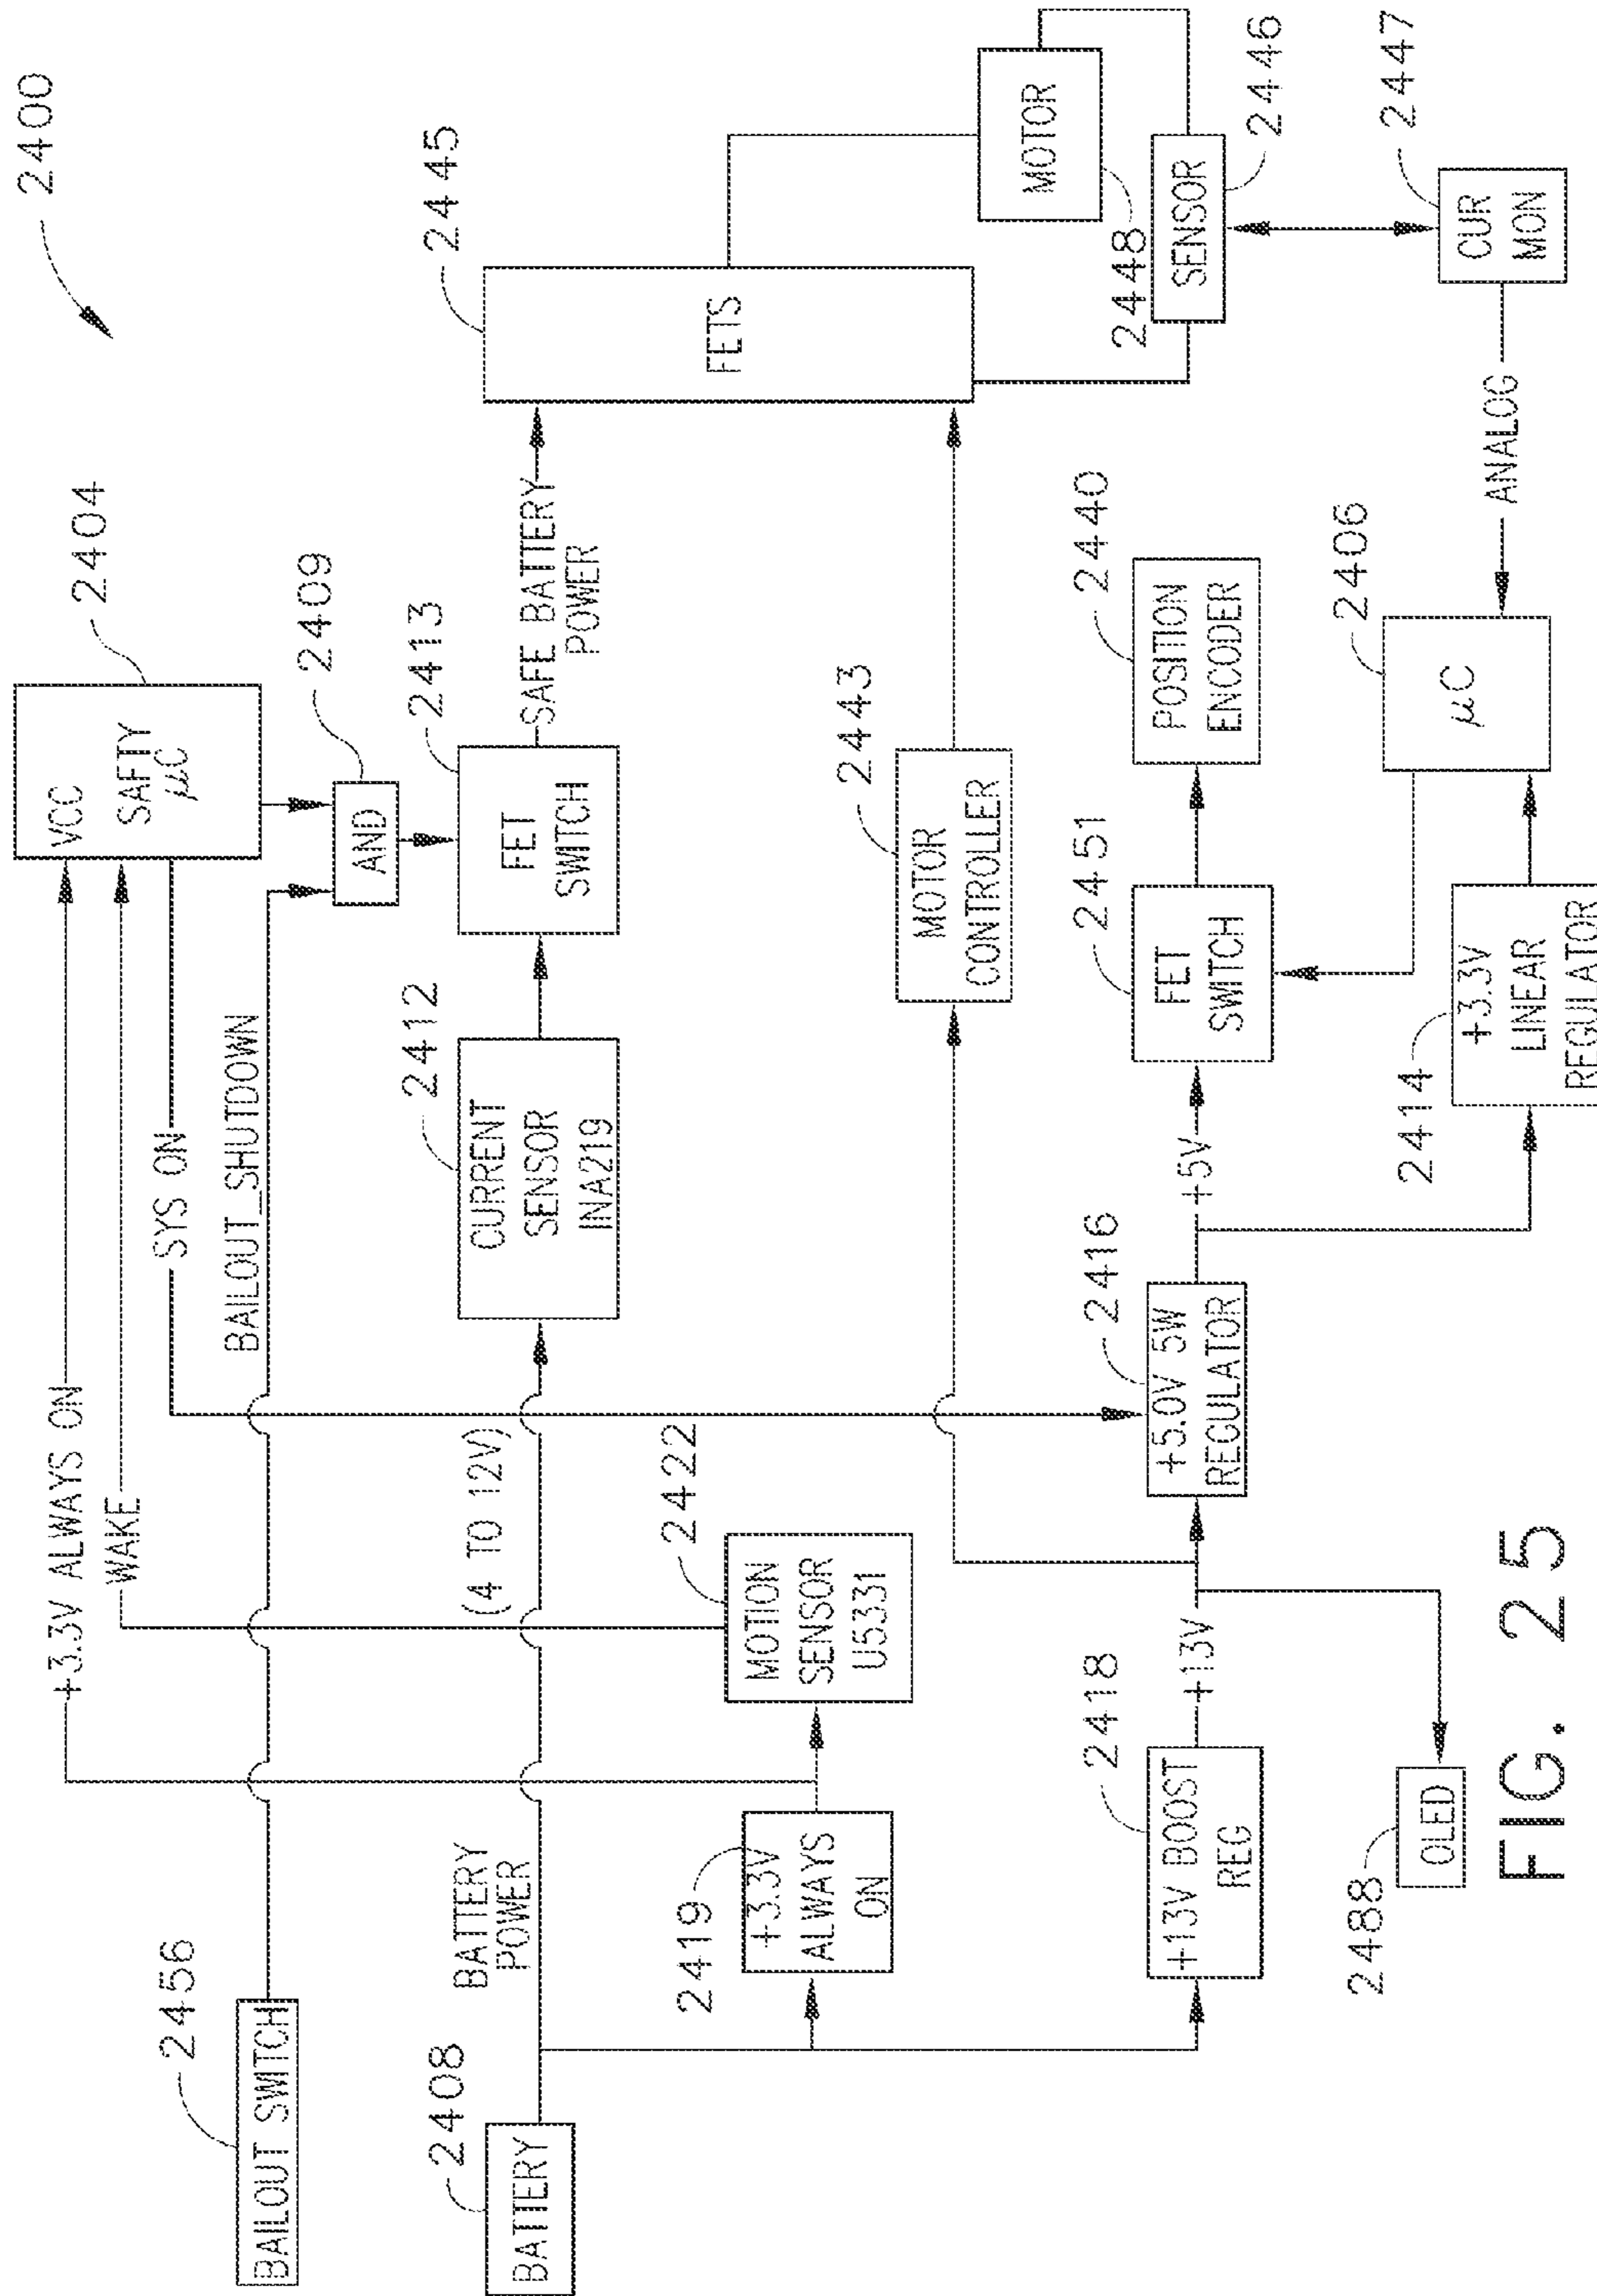 2400
2404
VCC
SAFTY
μC
+3.3V ALWAYS ON
WAKE
SYS ON
BAILOUT_SHUTDOWN
2456
BAILOUT SWITCH
2409
AND
2445
FETS
2408
BATTERY
BATTERY
POWER
(4 TO 12V)
2412
CURRENT
SENSOR
INA219
2413
FET
SWITCH
SAFE BATTERY
POWER
2419
+3.3V
ALWAYS
ON
2422
MOTION
SENSOR
U5331
2443
MOTOR
CONTROLLER
MOTOR
2448
SENSOR
2446
2418
+13V BOOST
REG
+13V
2416
+5.0V 5W
REGULATOR
+5V
2451
FET
SWITCH
2440
POSITION
ENCODER
2447
CUR
MON
ANALOG
2406
μC
2414
+3.3V
LINEAR
REGULATOR
2488
OLED
FIG. 25